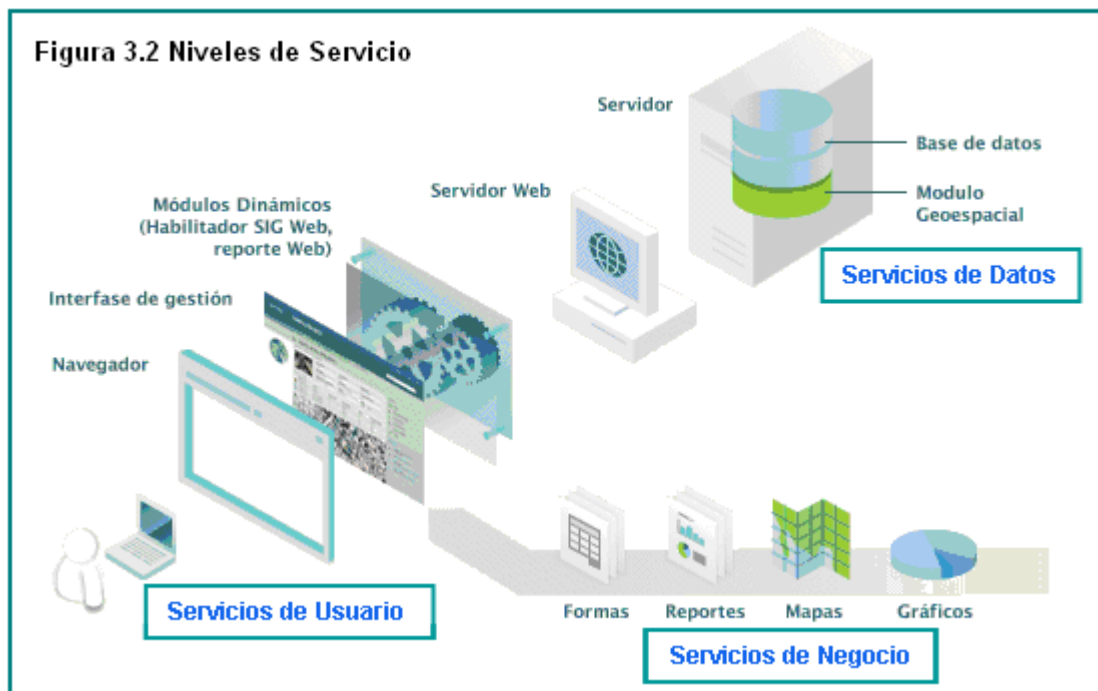 Figura 3.2 Niveles de Servicio
Servidor
Base de datos
Modulo
Geoespacial
Servicios de Datos
Servidor Web
Módulos Dinámicos
(Habilitador SIG Web,
reporte Web)
Interfase de gestión
Navegador
Servicios de Usuario
Formas
Reportes
Mapas
Gráficos
Servicios de Negocio